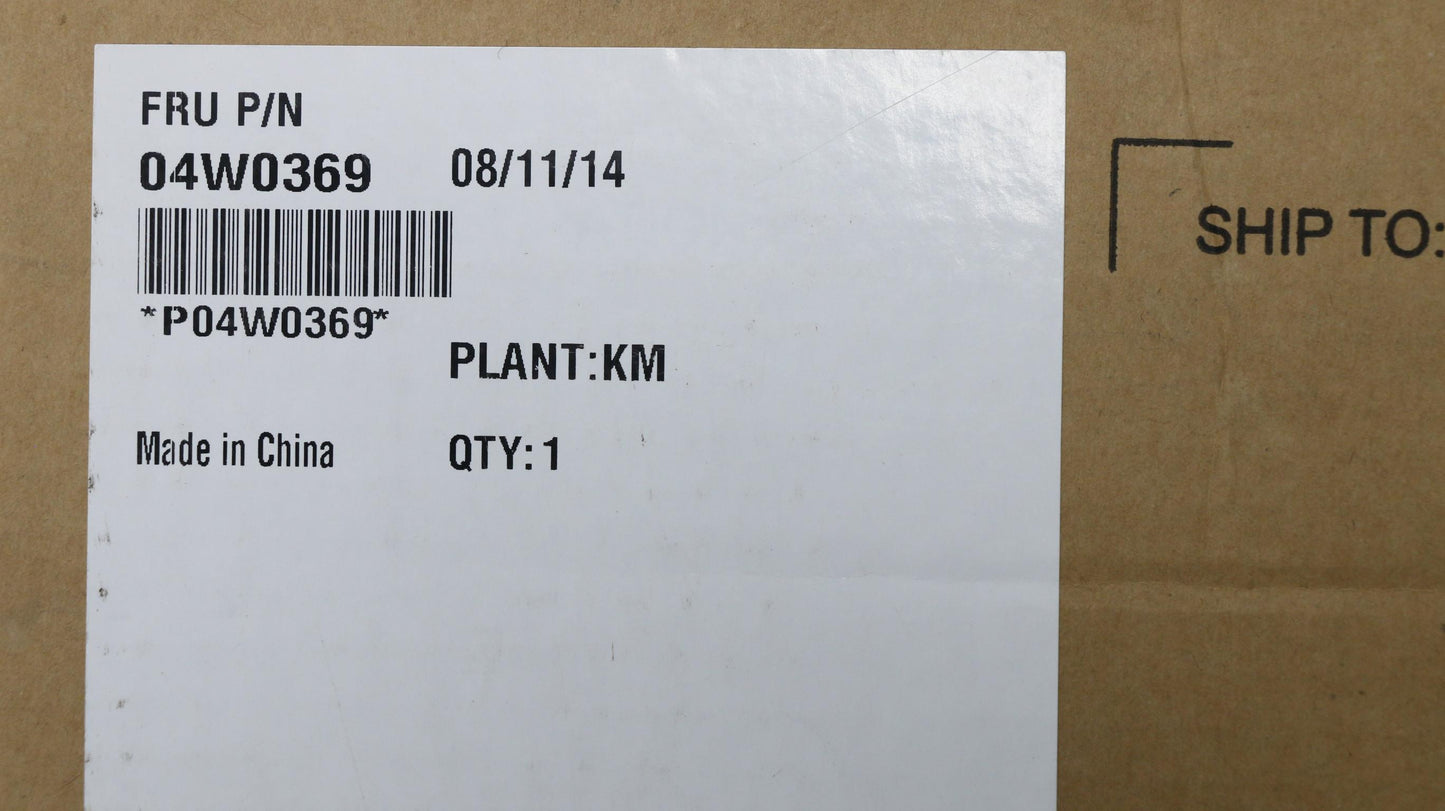 FRU P/N
04W0369 08/11/14
*P04W0369*
PLANT:KM
Made in China QTY: 1
SHIP TO: